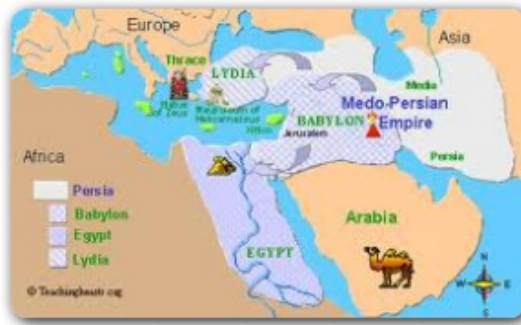 Europe
Asia
Thrace
LYDIA
Media
Statue
of Zeus
Mausoleum of
Halicarnassus
Medo-Persian
Empire
BABYLON
Jerusalem
Africa
Persia
Persia
Babylon
Egypt
Lydia
Arabia
EGYPT
N
W
E
S
© Teachinghearts.org